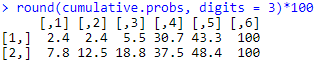 > round(cumulative.probs, digits = 3)*100
[,1] [,2] [,3] [,4] [,5] [,6]
[1,] 2.4 2.4 5.5 30.7 43.3 100
[2,] 7.8 12.5 18.8 37.5 48.4 100